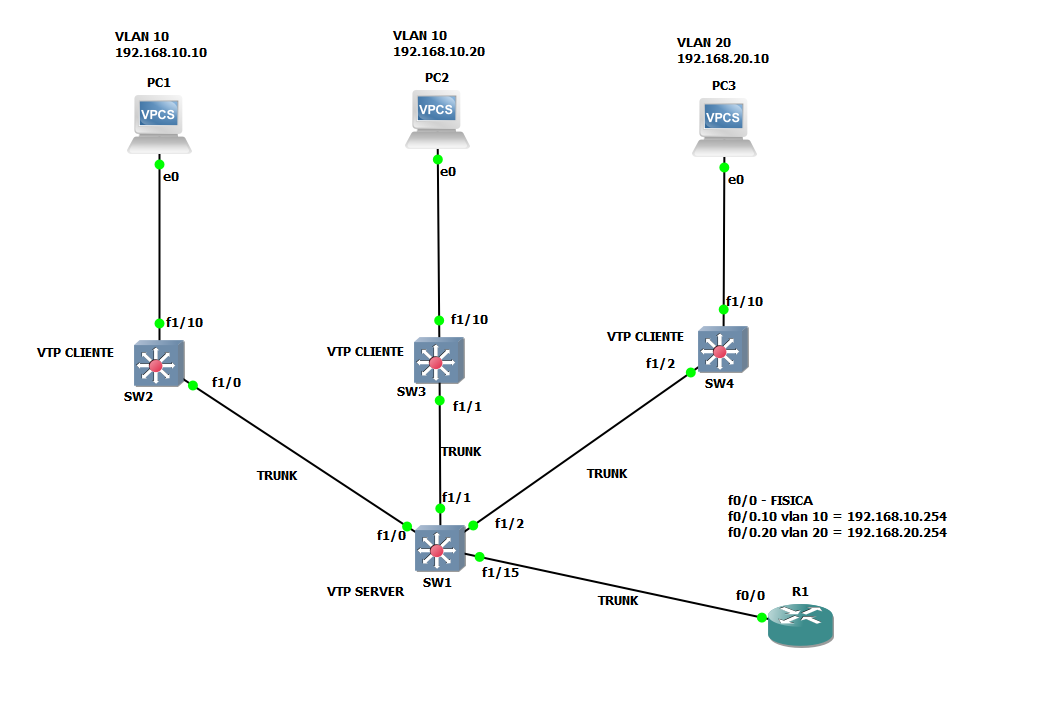 VLAN 10
192.168.10.10
PC1
VPCS
e0
VLAN 10
192.168.10.20
PC2
VPCS
e0
VLAN 20
192.168.20.10
PC3
VPCS
e0
f1/10
VTP CLIENTE
SW2
f1/0
f1/10
VTP CLIENTE
SW3
f1/1
f1/10
VTP CLIENTE
f1/2
SW4
TRUNK
TRUNK
TRUNK
f1/1
f1/0
f1/2
SW1
f1/15
VTP SERVER
TRUNK
f0/0 - FISICA
f0/0.10 vlan 10 = 192.168.10.254
f0/0.20 vlan 20 = 192.168.20.254
f0/0
R1